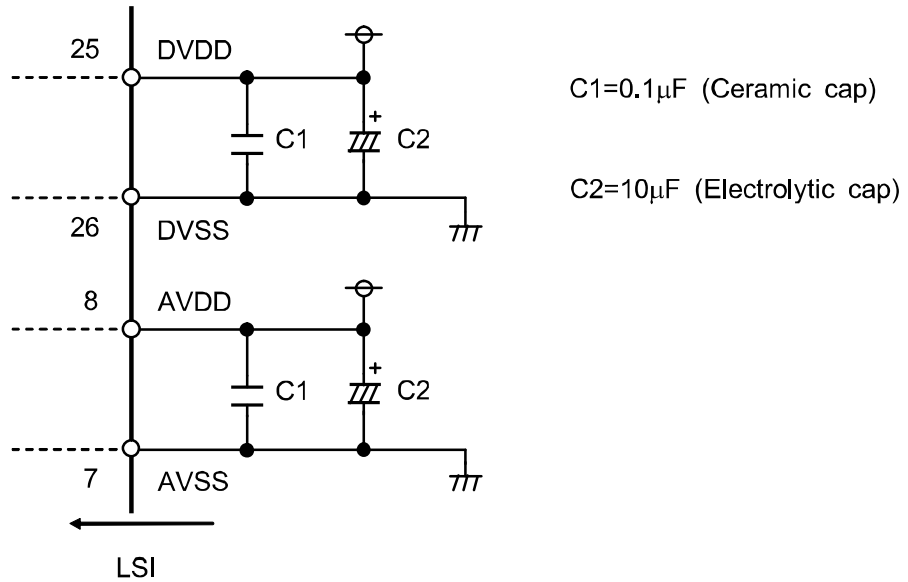 25 DVDD
C1=0.1μF (Ceramic cap)
+
C1 C2
C2=10μF (Electrolytic cap)
26 DVSS
8 AVDD
+
C1 C2
7 AVSS
LSI